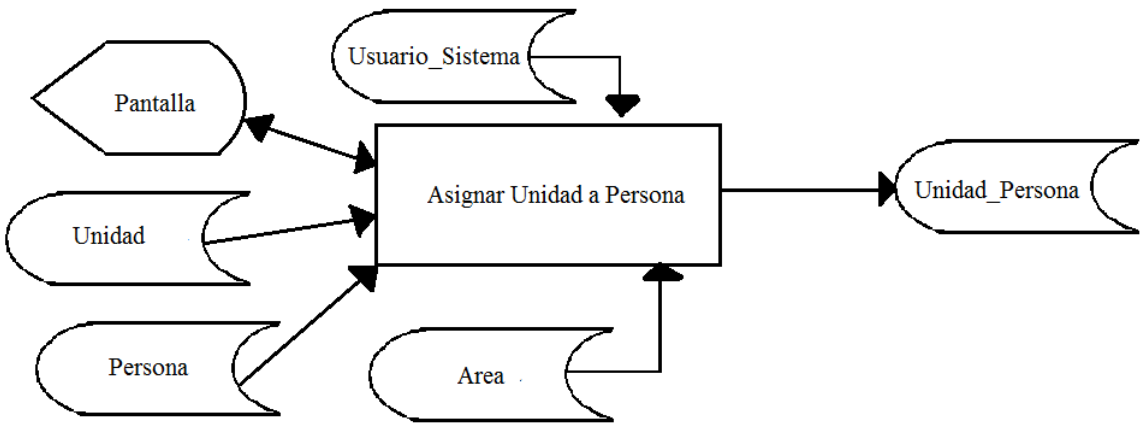 Usuario_Sistema
Pantalla
Asignar Unidad a Persona
Unidad_Persona
Unidad
Persona
Area